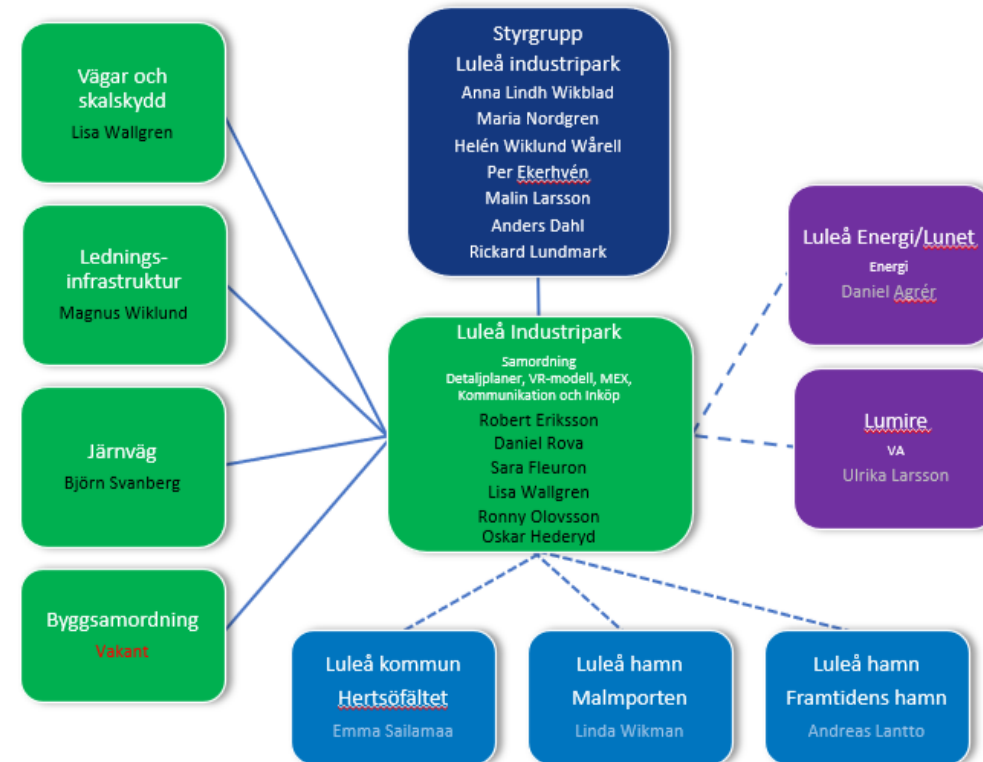 Vägar och
skalskydd
Lisa Wallgren
Lednings-
infrastruktur
Magnus Wiklund
Järnväg
Björn Svanberg
Byggsamordning
Vakant
Styrgrupp
Luleå industripark
Anna Lindh Wikblad
Maria Nordgren
Helén Wiklund Wårell
Per Ekerhvén
Malin Larsson
Anders Dahl
Rickard Lundmark
Luleå Industripark
Samordning
Detaljplaner, VR-modell, MEX,
Kommunikation och Inköp
Robert Eriksson
Daniel Rova
Sara Fleuron
Lisa Wallgren
Ronny Olovsson
Oskar Hederyd
Luleå Energi/Lunet
Energi
Daniel Agrér
Lumire
VA
Ulrika Larsson
Luleå kommun
Hertsöfältet
Emma Sailamaa
Luleå hamn
Malmporten
Linda Wikman
Luleå hamn
Framtidens hamn
Andreas Lantto